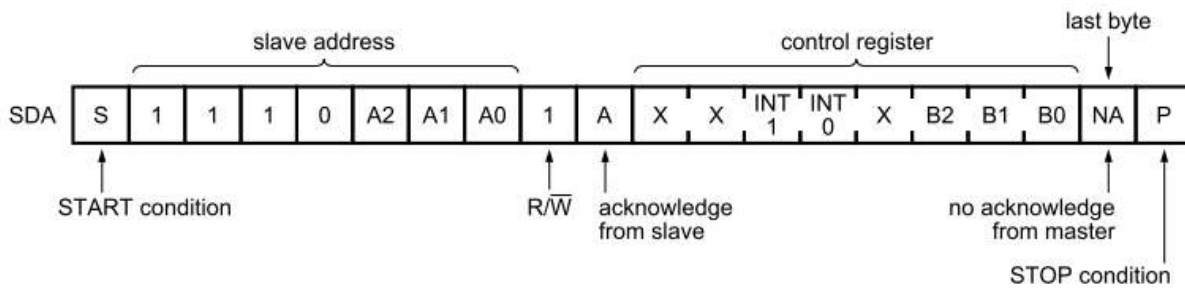 last byte
slave address control register
SDA S 1 1 1 0 A2 A1 A0 1 A X X INT 1 INT 0 X B2 B1 B0 NA P
START condition R/W̅ acknowledge from slave no acknowledge from master
STOP condition